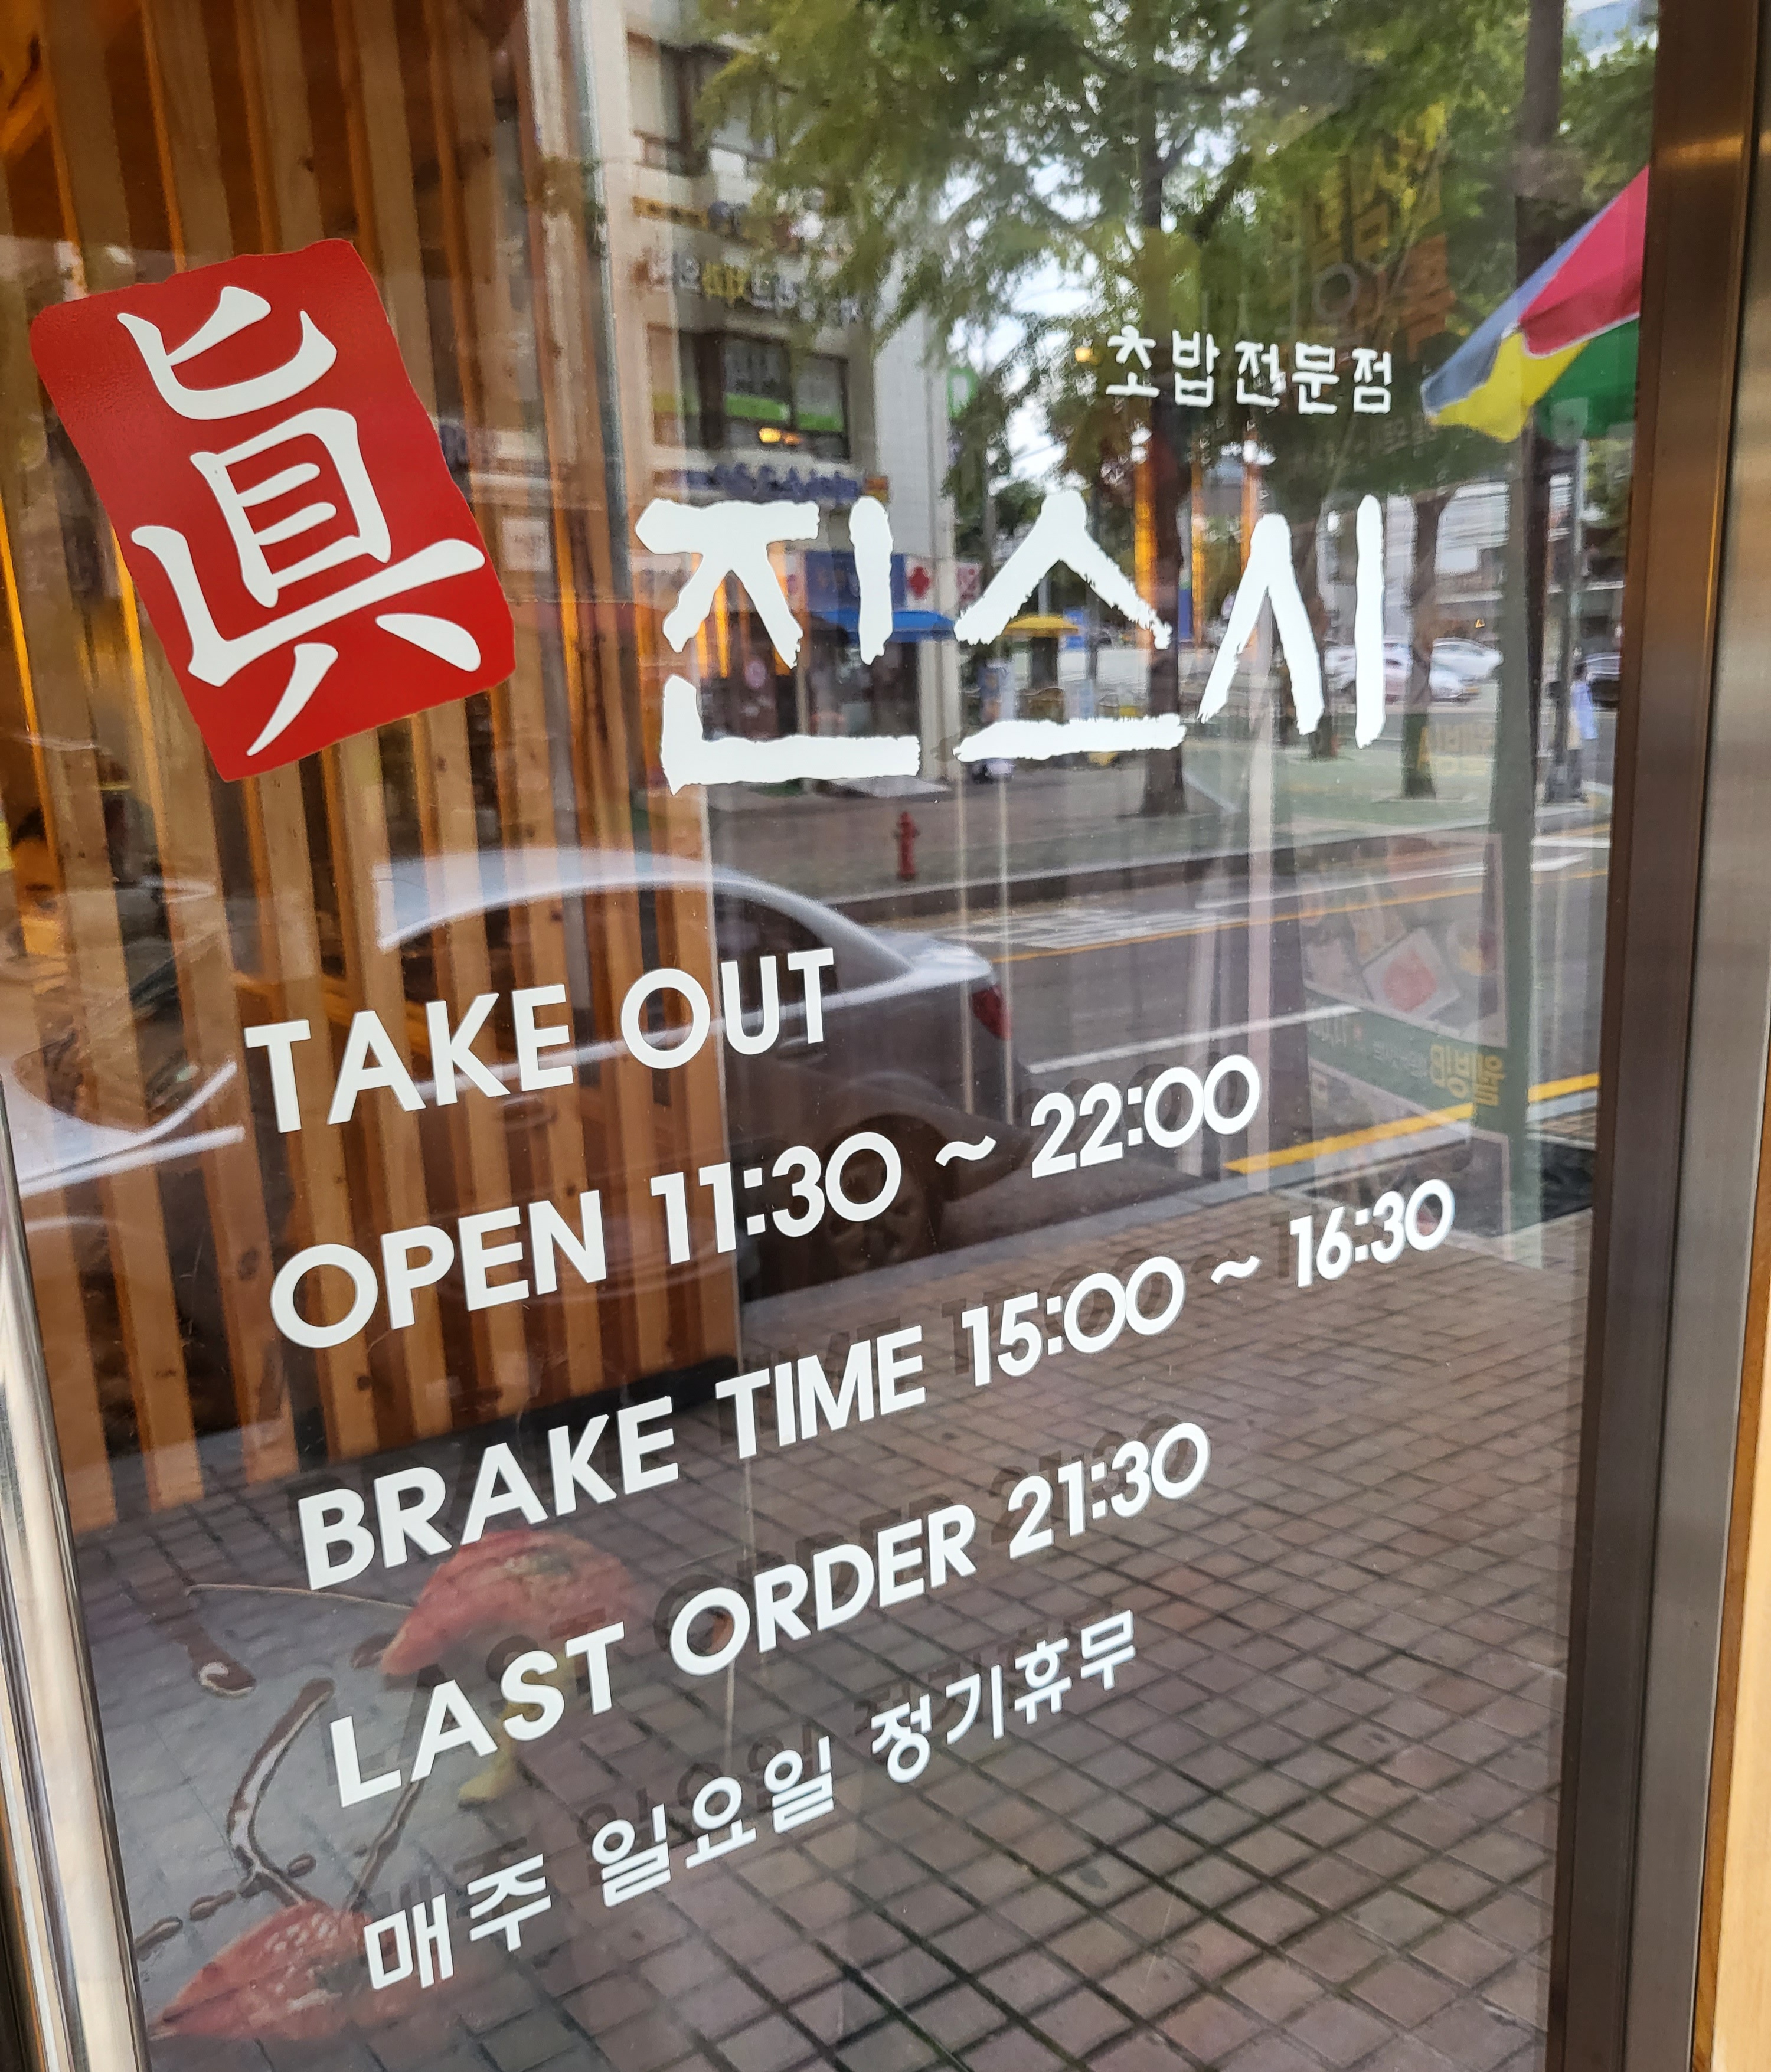 眞
초밥전문점
진스시
TAKE OUT
OPEN 11:30 ~ 22:00
BRAKE TIME 15:00 ~ 16:30
LAST ORDER 21:30
매주 일요일 정기휴무